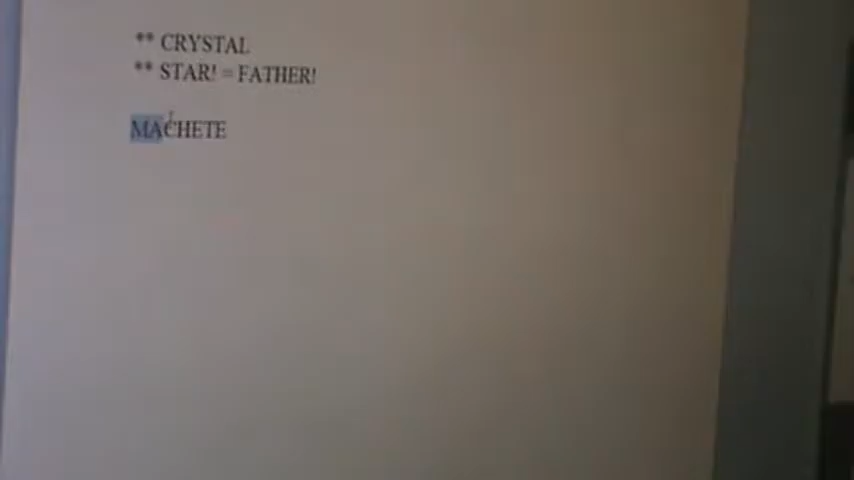 ** CRYSTAL
** STAR! = FATHER!
MACHETE